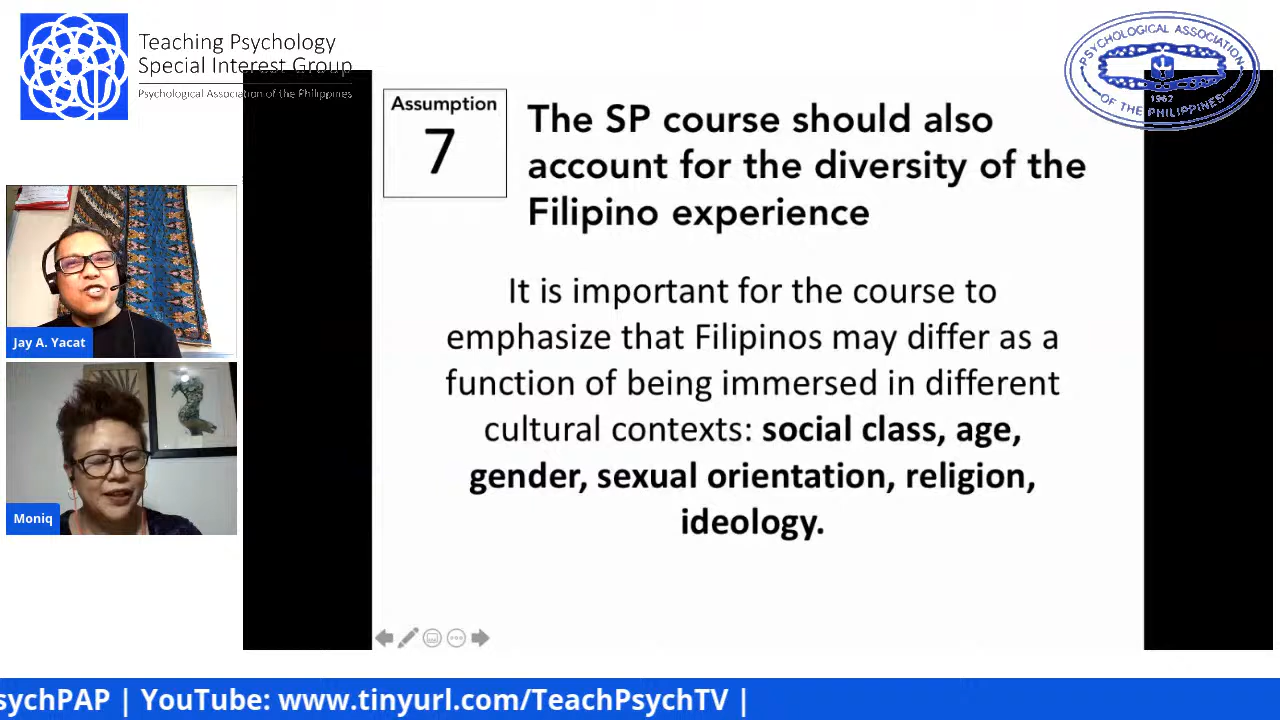 Teaching Psychology
Special Interest Group
Psychological Association of the Philippines
PSYCHOLOGICAL ASSOCIATION
1962
OF THE PHILIPPINES
Assumption
7
The SP course should also
account for the diversity of the
Filipino experience
It is important for the course to
emphasize that Filipinos may differ as a
function of being immersed in different
cultural contexts: social class, age,
gender, sexual orientation, religion,
ideology.
Jay A. Yacat
Moniq
sychPAP | YouTube: www.tinyurl.com/TeachPsychTV |